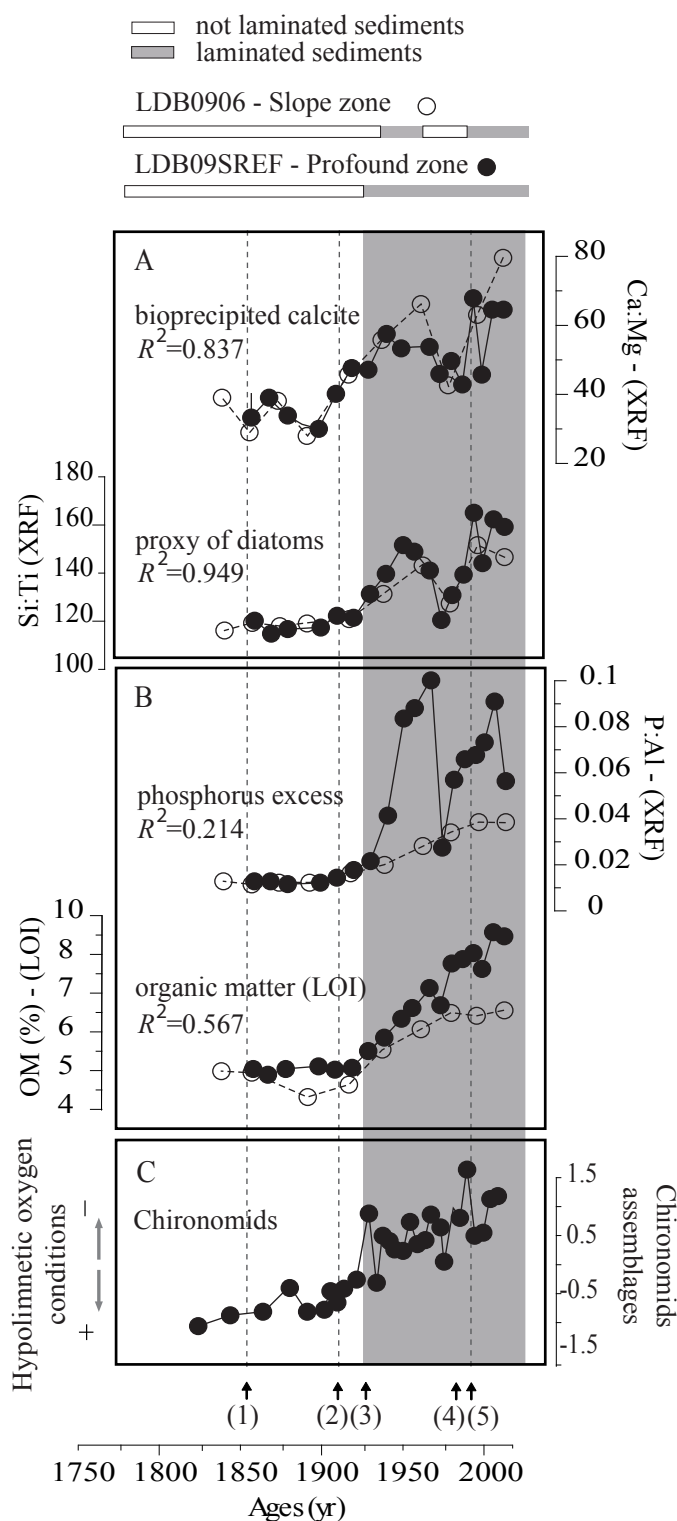 not laminated sediments
laminated sediments
LDB0906 - Slope zone
LDB09SREF - Profound zone
A
bioprecipited calcite
R²=0.837
80
60
40
20
Ca:Mg - (XRF)
180
160
140
120
100
Si:Ti (XRF)
proxy of diatoms
R²=0.949
B
phosphorus excess
R²=0.214
0.1
0.08
0.06
0.04
0.02
0
P:Al - (XRF)
10
8
7
6
5
4
OM (%) - (LOI)
organic matter (LOI)
R²=0.567
C
Chironomids
Hypolimnetic oxygen
conditions
−
+
1.5
0.5
-0.5
-1.5
Chironomids
assemblages
(1) (2) (3) (4) (5)
1750 1800 1850 1900 1950 2000
Ages (yr)